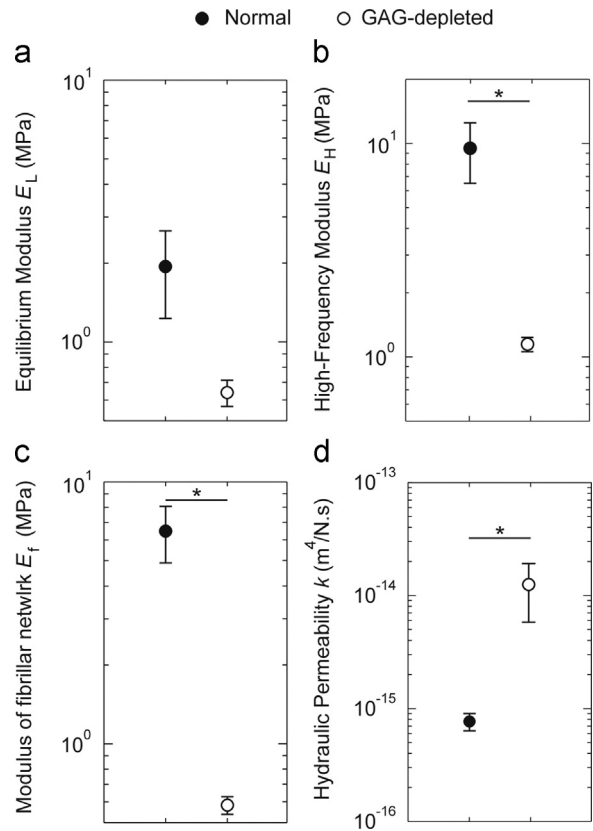 Normal GAG-depleted
a
Equilibrium Modulus E_L (MPa)
10^1
10^0
b
High-Frequency Modulus E_H (MPa)
10^1
10^0
*
c
Modulus of fibrillar netwlrk E_f (MPa)
10^1
10^0
*
d
Hydraulic Permeability k (m^4/N.s)
10^-13
10^-14
10^-15
10^-16
*